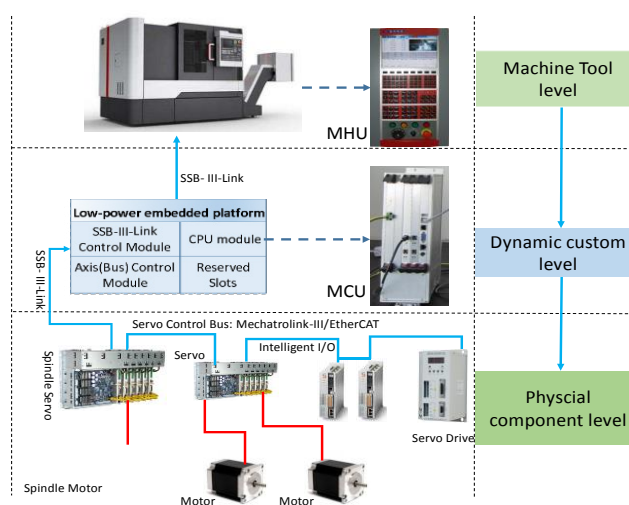 MHU
Machine Tool
level
SSB- III-Link
Low-power embedded platform
SSB-III-Link
Control Module
CPU module
Axis(Bus) Control
Module
Reserved
Slots
MCU
Dynamic custom
level
SSB- III-Link
Servo Control Bus: Mechatrolink-III/EtherCAT
Servo
Intelligent I/O
Spindle Servo
Servo Drive
Physcial
component level
Spindle Motor
Motor
Motor